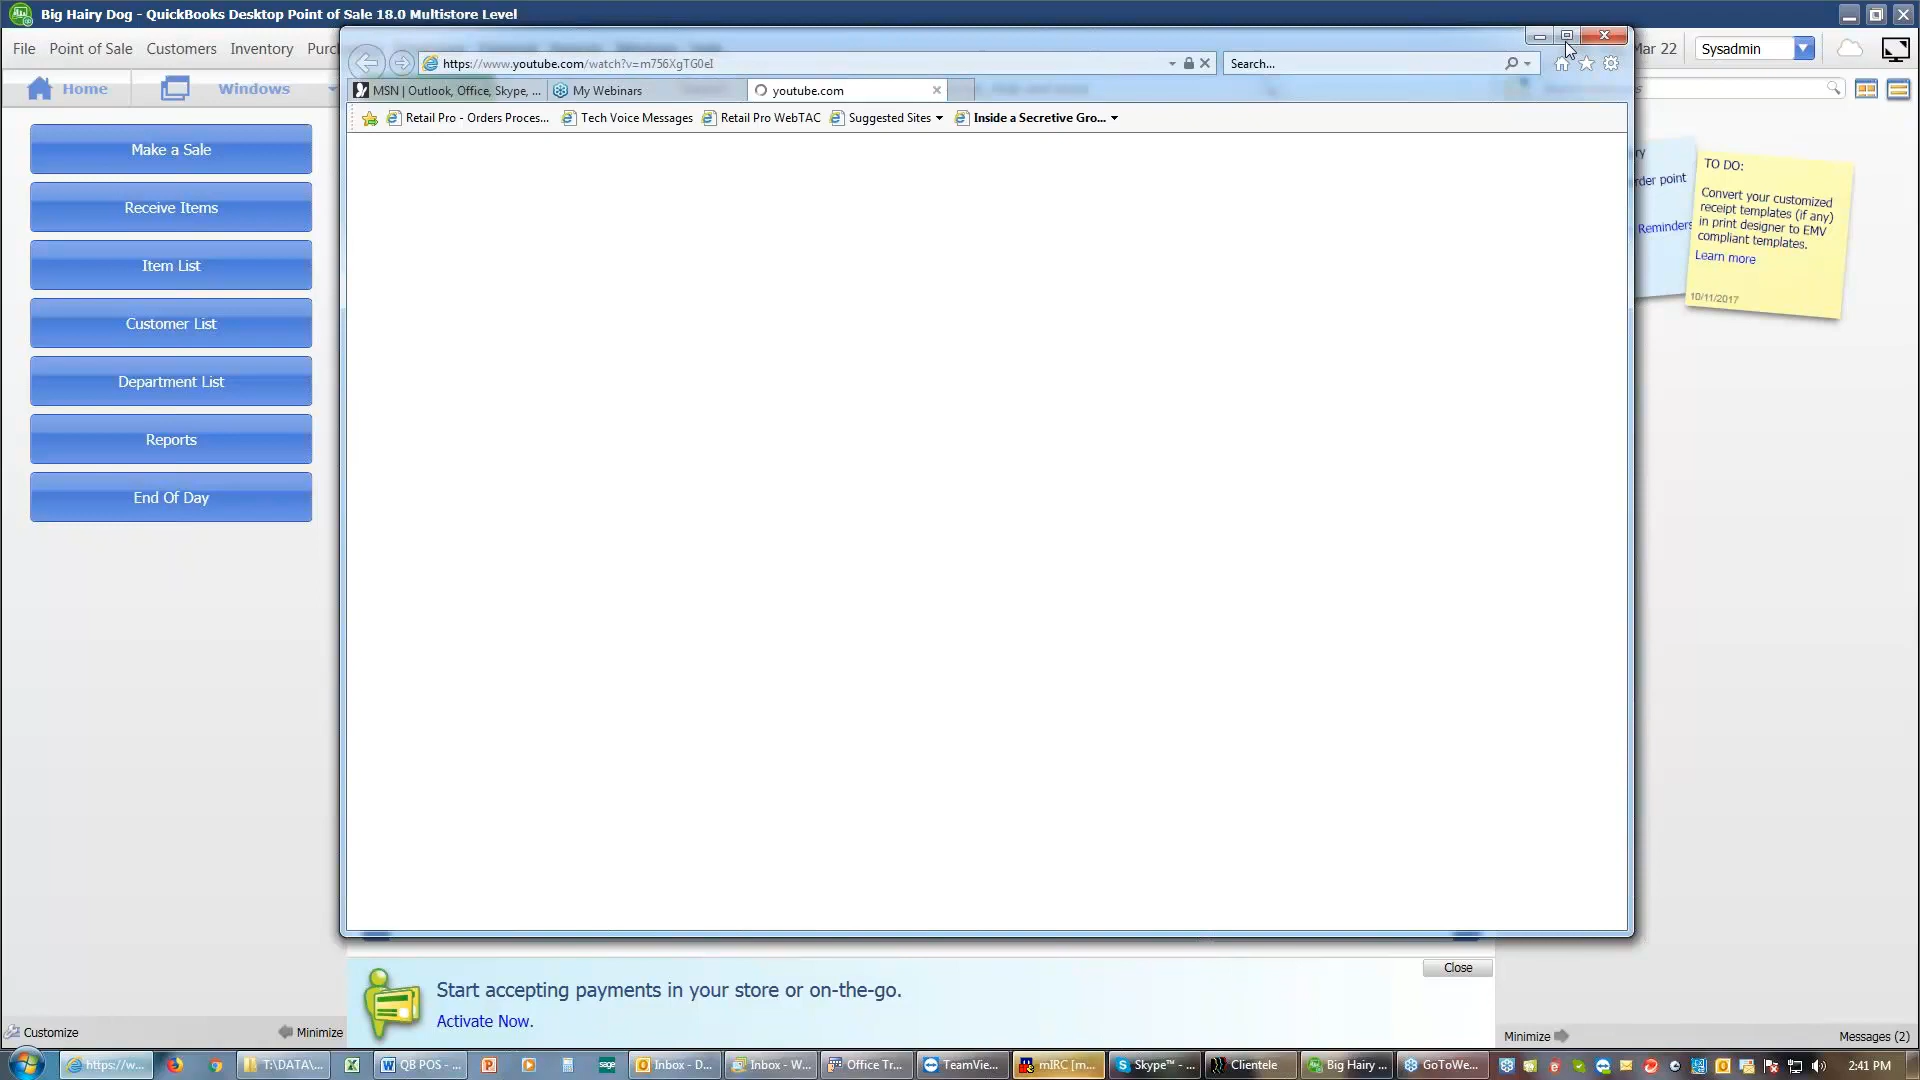 Big Hairy Dog - QuickBooks Desktop Point of Sale 18.0 Multistore Level
File Point of Sale Customers Inventory Purc
Mar 22 Sysadmin
https://www.youtube.com/watch?v=m756XgTG0eI
Search...
Home Windows
MSN | Outlook, Office, Skype, ... My Webinars youtube.com
Retail Pro - Orders Proces... Tech Voice Messages Retail Pro WebTAC Suggested Sites Inside a Secretive Gro...
Make a Sale
Receive Items
Item List
Customer List
Department List
Reports
End Of Day
ry
rder point
Reminders
TO DO:
Convert your customized
receipt templates (if any)
in print designer to EMV
compliant templates.
Learn more
10/11/2017
Close
Start accepting payments in your store or on-the-go.
Activate Now.
Customize Minimize
Minimize Messages (2)
https://w... T:\DATA\... QB POS - ... sage Inbox - D... Inbox - W... Office Tr... TeamVie... mIRC [m... Skype™ - ... Clientele Big Hairy ... GoToWe... 2:41 PM